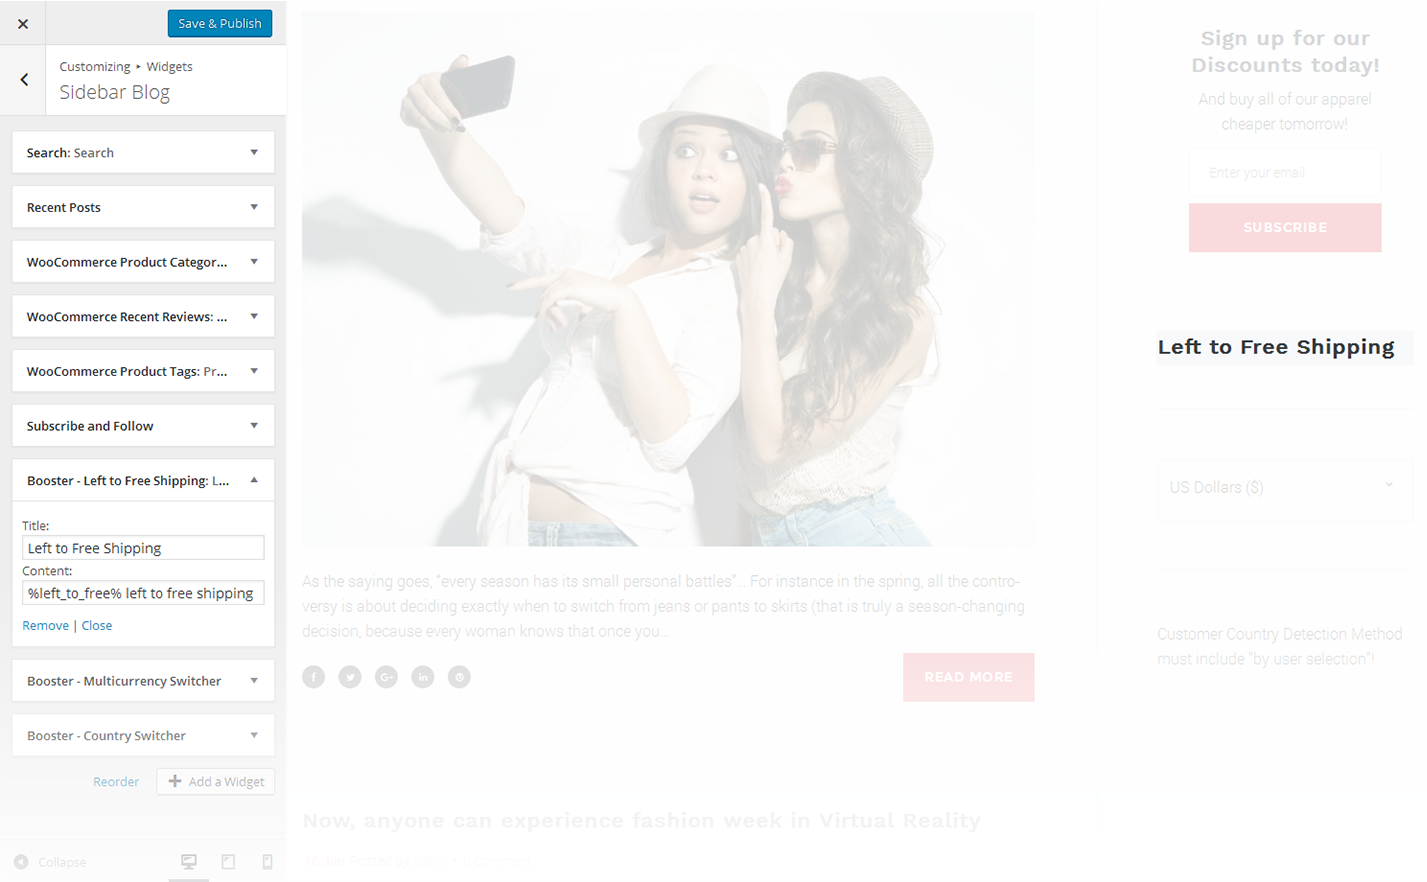 Save & Publish
Customizing ▸ Widgets
Sidebar Blog
Search: Search
Recent Posts
WooCommerce Product Categor...
WooCommerce Recent Reviews: ...
WooCommerce Product Tags: Pr...
Subscribe and Follow
Booster - Left to Free Shipping: L...
Title:
Left to Free Shipping
Content:
%left_to_free% left to free shipping
Remove | Close
Booster - Multicurrency Switcher
Booster - Country Switcher
Reorder
Add a Widget
Collapse
As the saying goes, “every season has its small personal battles”... For instance in the spring, all the contro-
versy is about deciding exactly when to switch from jeans or pants to skirts (that is truly a season-changing
decision, because every woman knows that once you...
READ MORE
Now, anyone can experience fashion week in Virtual Reality
Sign up for our
Discounts today!
And buy all of our apparel
cheaper tomorrow!
Enter your email
SUBSCRIBE
Left to Free Shipping
US Dollars ($)
Customer Country Detection Method
must include "by user selection"!